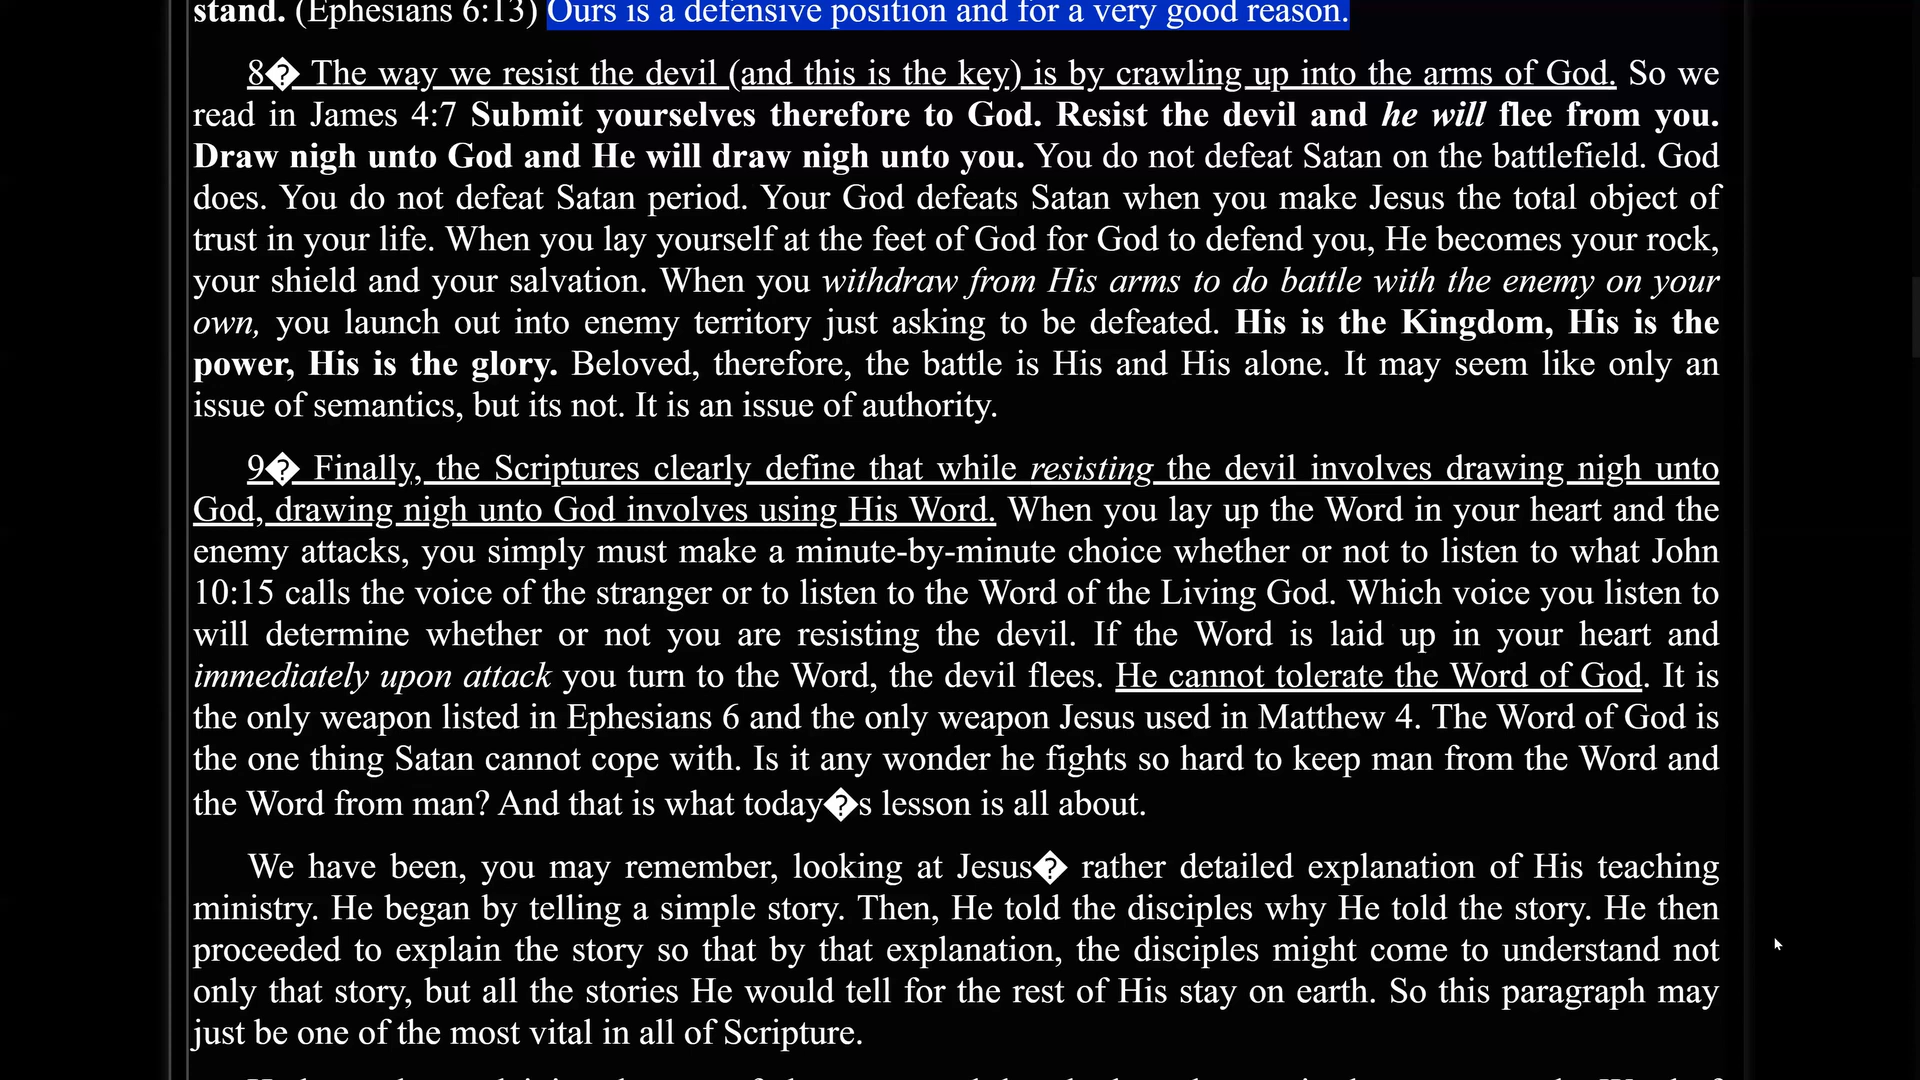 stand. (Ephesians 6:13) Ours is a defensive position and for a very good reason.
8� The way we resist the devil (and this is the key) is by crawling up into the arms of God. So we
read in James 4:7 Submit yourselves therefore to God. Resist the devil and he will flee from you.
Draw nigh unto God and He will draw nigh unto you. You do not defeat Satan on the battlefield. God
does. You do not defeat Satan period. Your God defeats Satan when you make Jesus the total object of
trust in your life. When you lay yourself at the feet of God for God to defend you, He becomes your rock,
your shield and your salvation. When you withdraw from His arms to do battle with the enemy on your
own, you launch out into enemy territory just asking to be defeated. His is the Kingdom, His is the
power, His is the glory. Beloved, therefore, the battle is His and His alone. It may seem like only an
issue of semantics, but its not. It is an issue of authority.
9� Finally, the Scriptures clearly define that while resisting the devil involves drawing nigh unto
God, drawing nigh unto God involves using His Word. When you lay up the Word in your heart and the
enemy attacks, you simply must make a minute-by-minute choice whether or not to listen to what John
10:15 calls the voice of the stranger or to listen to the Word of the Living God. Which voice you listen to
will determine whether or not you are resisting the devil. If the Word is laid up in your heart and
immediately upon attack you turn to the Word, the devil flees. He cannot tolerate the Word of God. It is
the only weapon listed in Ephesians 6 and the only weapon Jesus used in Matthew 4. The Word of God is
the one thing Satan cannot cope with. Is it any wonder he fights so hard to keep man from the Word and
the Word from man? And that is what today�s lesson is all about.
We have been, you may remember, looking at Jesus� rather detailed explanation of His teaching
ministry. He began by telling a simple story. Then, He told the disciples why He told the story. He then
proceeded to explain the story so that by that explanation, the disciples might come to understand not
only that story, but all the stories He would tell for the rest of His stay on earth. So this paragraph may
just be one of the most vital in all of Scripture.